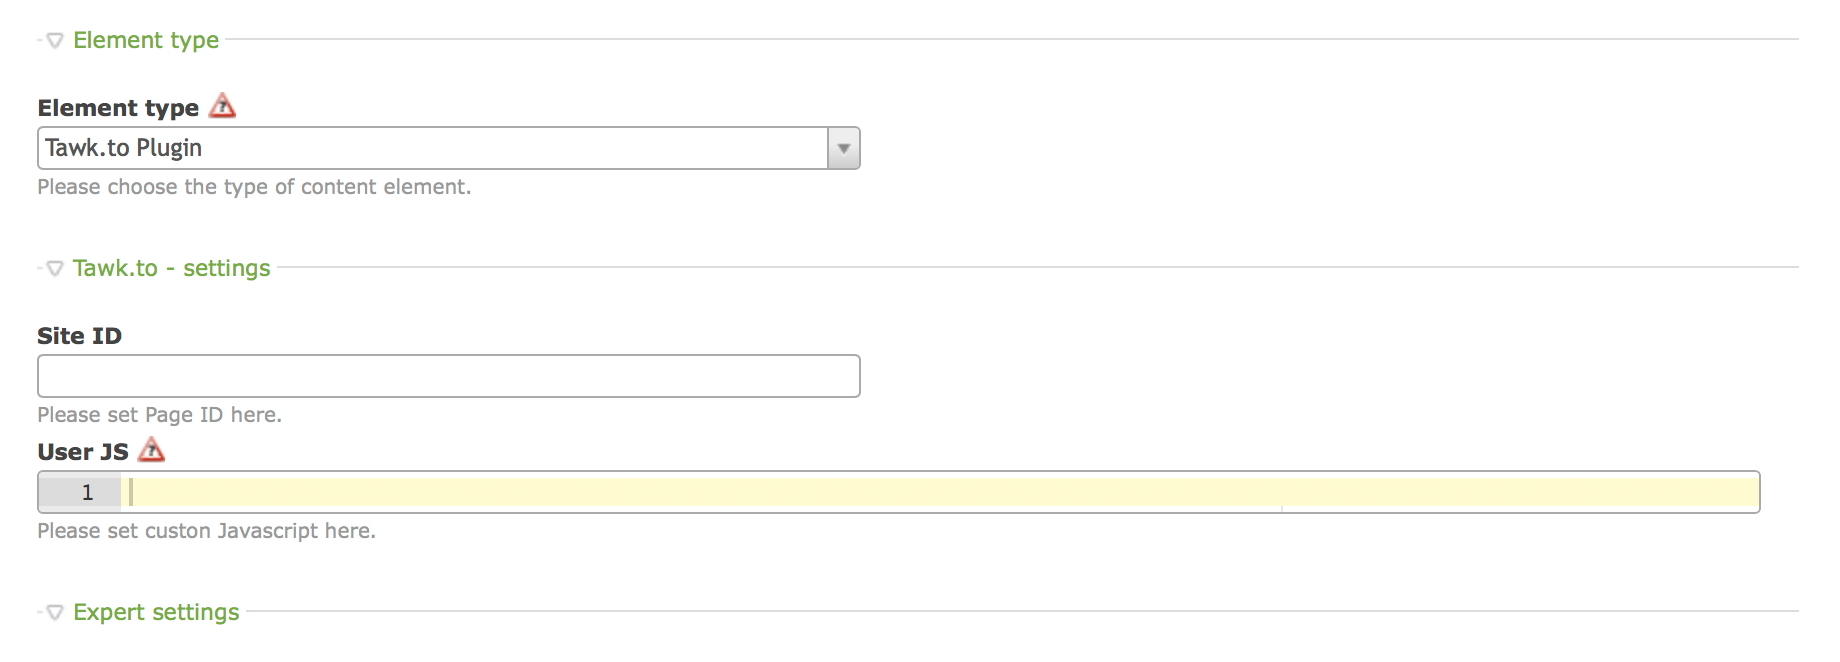 Element type
Element type
Tawk.to Plugin
Please choose the type of content element.
Tawk.to - settings
Site ID
Please set Page ID here.
User JS
1
Please set custon Javascript here.
Expert settings